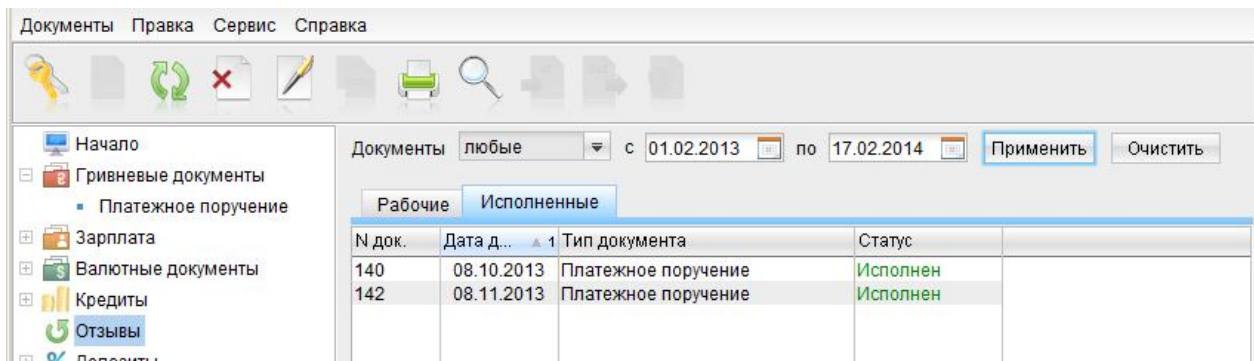 Документы Правка Сервис Справка
Начало
Гривневые документы
Платежное поручение
Зарплата
Валютные документы
Кредиты
Отзывы
Депозиты
Документы любые с 01.02.2013 по 17.02.2014 Применить Очистить
Рабочие Исполненные
N док. Дата д... 1 Тип документа Статус
140 08.10.2013 Платежное поручение Исполнен
142 08.11.2013 Платежное поручение Исполнен